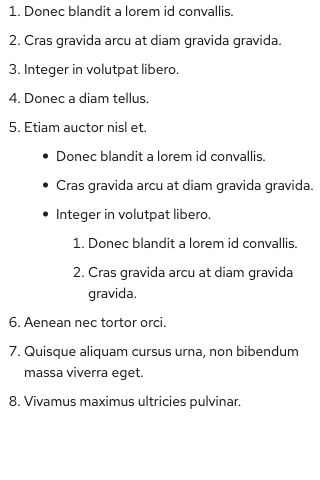 1. Donec blandit a lorem id convallis.
2. Cras gravida arcu at diam gravida gravida.
3. Integer in volutpat libero.
4. Donec a diam tellus.
5. Etiam auctor nisl et.
• Donec blandit a lorem id convallis.
• Cras gravida arcu at diam gravida gravida.
• Integer in volutpat libero.
1. Donec blandit a lorem id convallis.
2. Cras gravida arcu at diam gravida
gravida.
6. Aenean nec tortor orci.
7. Quisque aliquam cursus urna, non bibendum
massa viverra eget.
8. Vivamus maximus ultricies pulvinar.